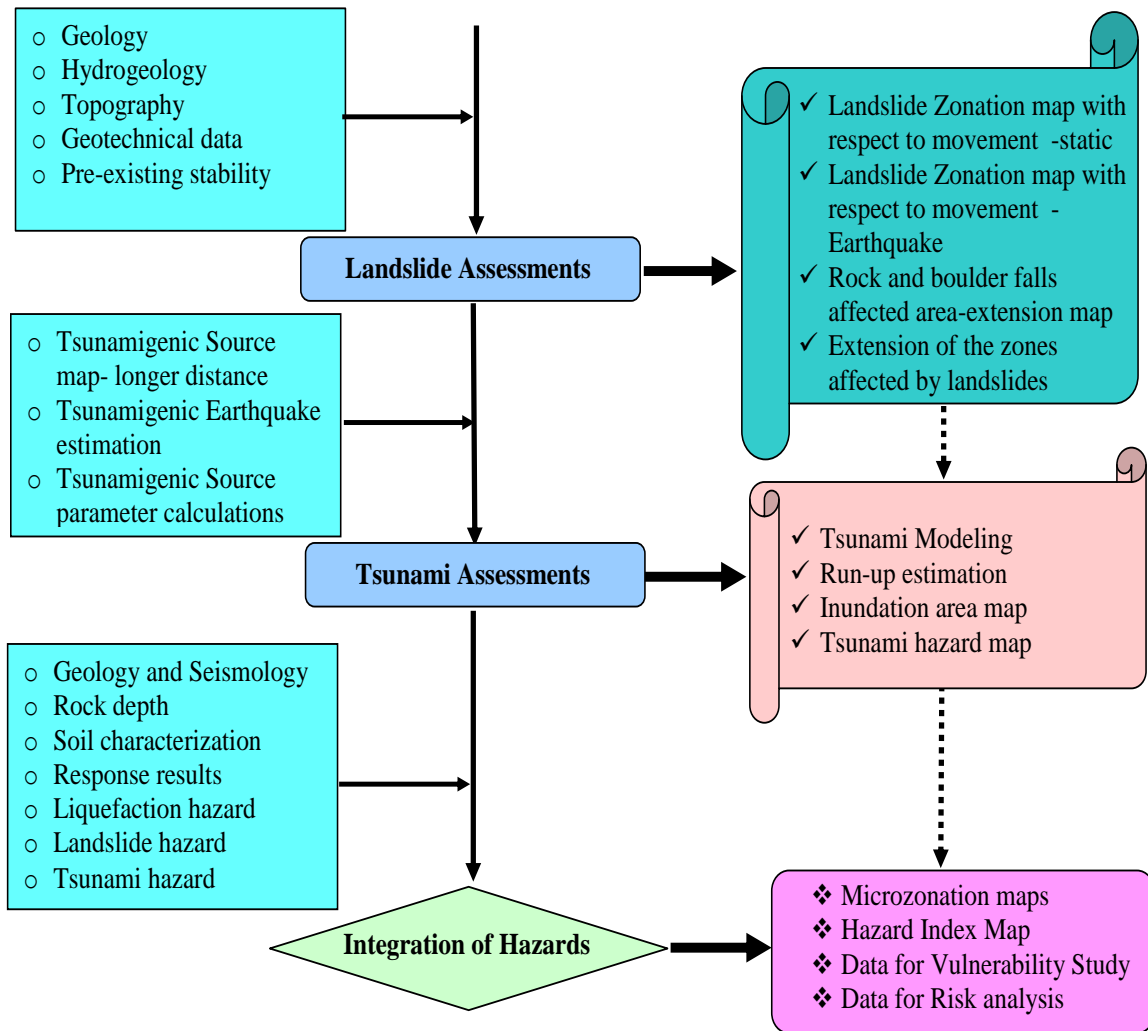 ○ Geology
○ Hydrogeology
○ Topography
○ Geotechnical data
○ Pre-existing stability
Landslide Assessments
✓ Landslide Zonation map with
respect to movement -static
✓ Landslide Zonation map with
respect to movement -
Earthquake
✓ Rock and boulder falls
affected area-extension map
✓ Extension of the zones
affected by landslides
○ Tsunamigenic Source
map- longer distance
○ Tsunamigenic Earthquake
estimation
○ Tsunamigenic Source
parameter calculations
Tsunami Assessments
✓ Tsunami Modeling
✓ Run-up estimation
✓ Inundation area map
✓ Tsunami hazard map
○ Geology and Seismology
○ Rock depth
○ Soil characterization
○ Response results
○ Liquefaction hazard
○ Landslide hazard
○ Tsunami hazard
Integration of Hazards
❖ Microzonation maps
❖ Hazard Index Map
❖ Data for Vulnerability Study
❖ Data for Risk analysis